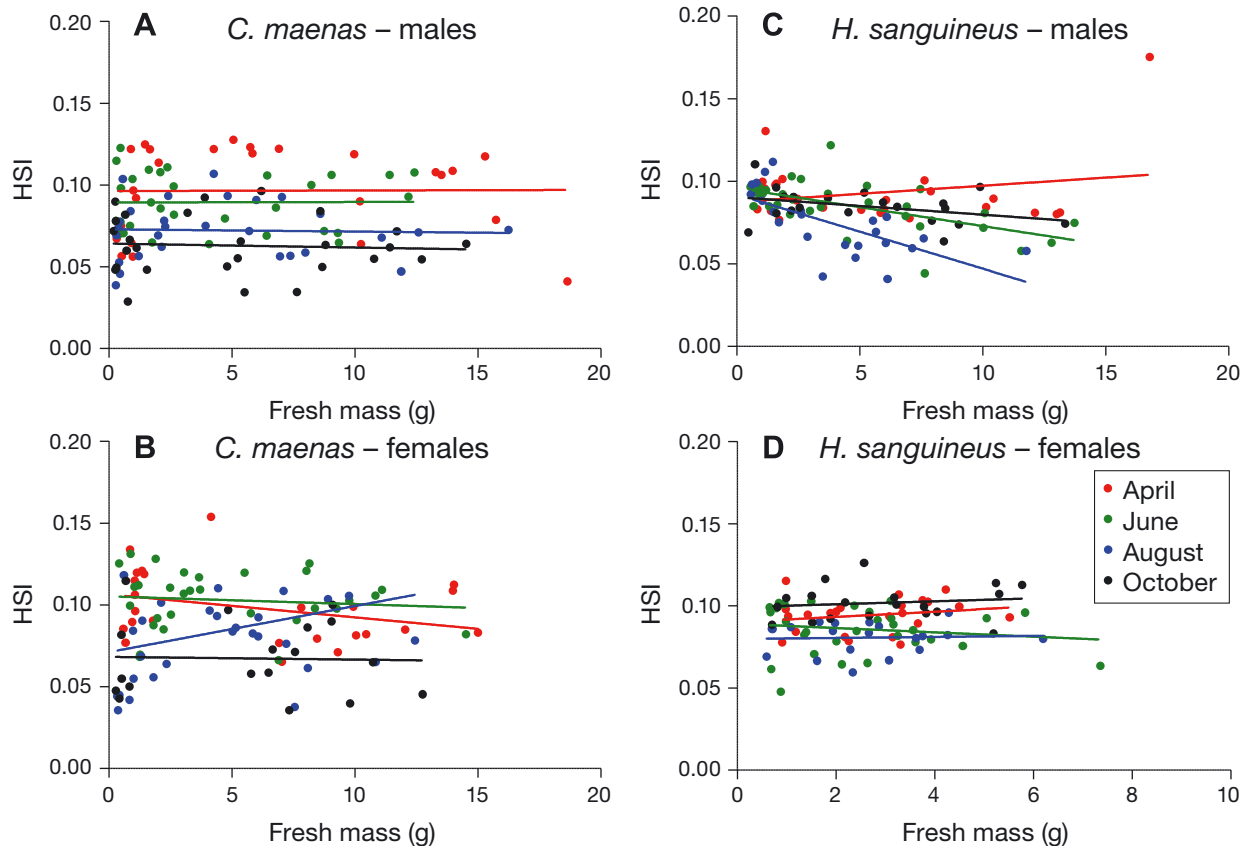 A C. maenas – males
HSI
0.20
0.15
0.10
0.05
0.00
0 5 10 15 20
Fresh mass (g)
C H. sanguineus – males
HSI
0.20
0.15
0.10
0.05
0.00
0 5 10 15 20
Fresh mass (g)
B C. maenas – females
HSI
0.20
0.15
0.10
0.05
0.00
0 5 10 15 20
Fresh mass (g)
D H. sanguineus – females
HSI
0.20
0.15
0.10
0.05
0.00
0 2 4 6 8 10
Fresh mass (g)
April
June
August
October